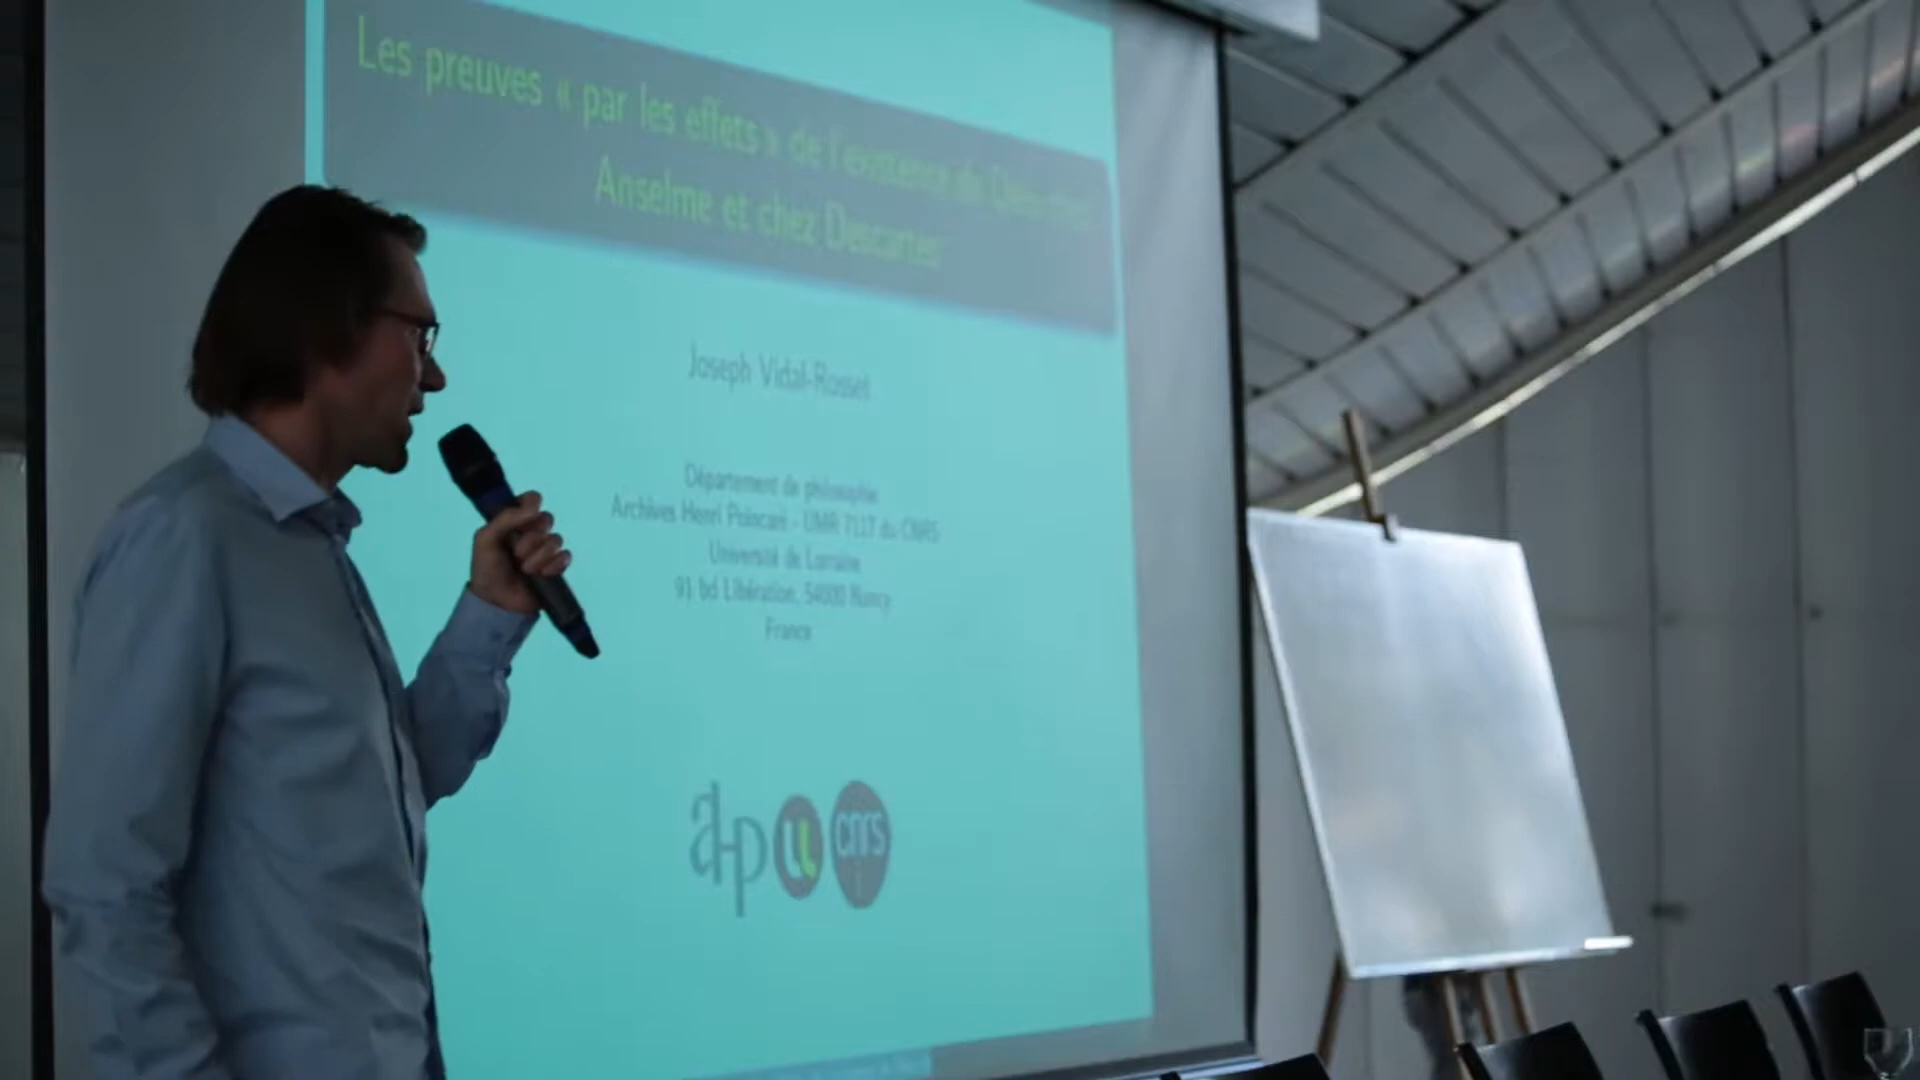 Les preuves « par les effets » de l'existence de Dieu chez
Anselme et chez Descartes
Joseph Vidal-Rosset
Département de philosophie
Archives Henri Poincaré - UMR 7117 du CNRS
Université de Lorraine
91 bd Libération, 54000 Nancy
France
ahp
cnrs